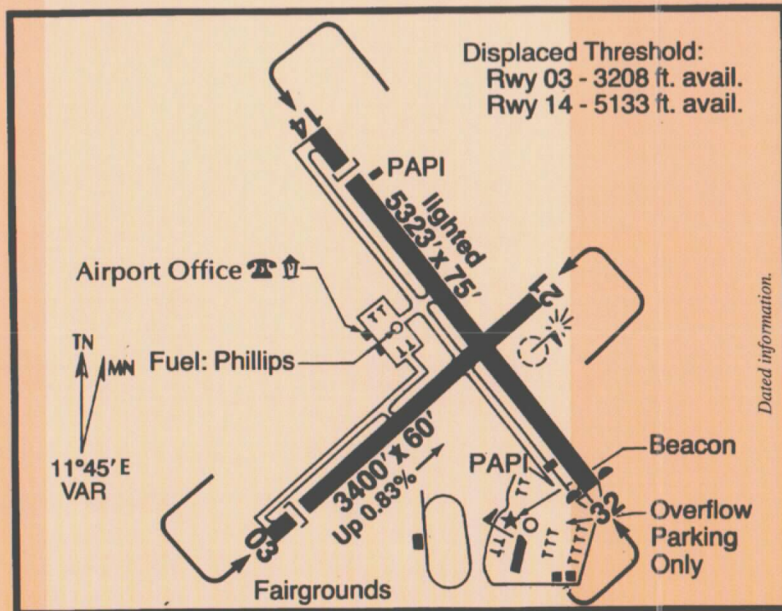 Displaced Threshold:
Rwy 03 - 3208 ft. avail.
Rwy 14 - 5133 ft. avail.
14
PAPI
lighted
5323' x 75'
21
Airport Office
TN
MN
Fuel: Phillips
11°45' E
VAR
3400' x 60'
Up 0.83%
03
Fairgrounds
PAPI
Beacon
32
Overflow
Parking
Only
Dated information.